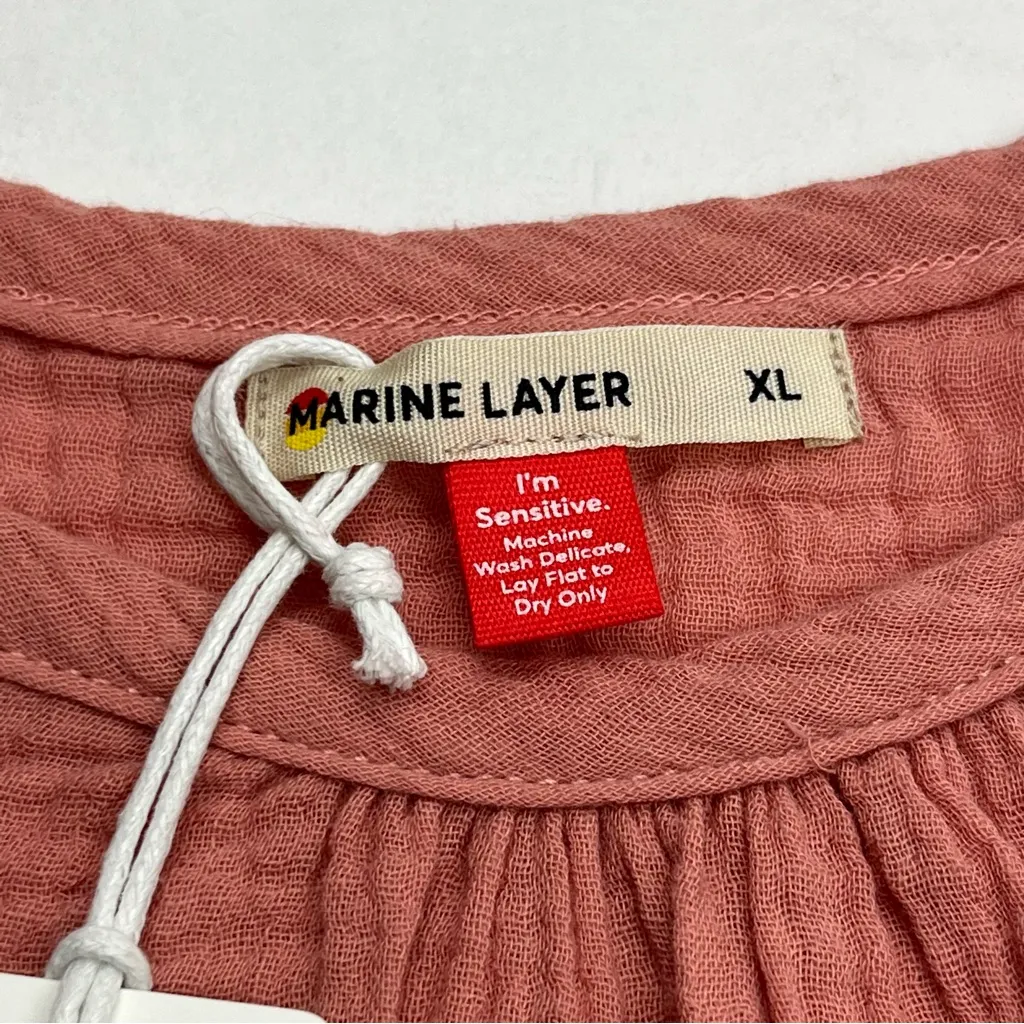 MARINE LAYER XL
I'm
Sensitive.
Machine
Wash Delicate,
Lay Flat to
Dry Only